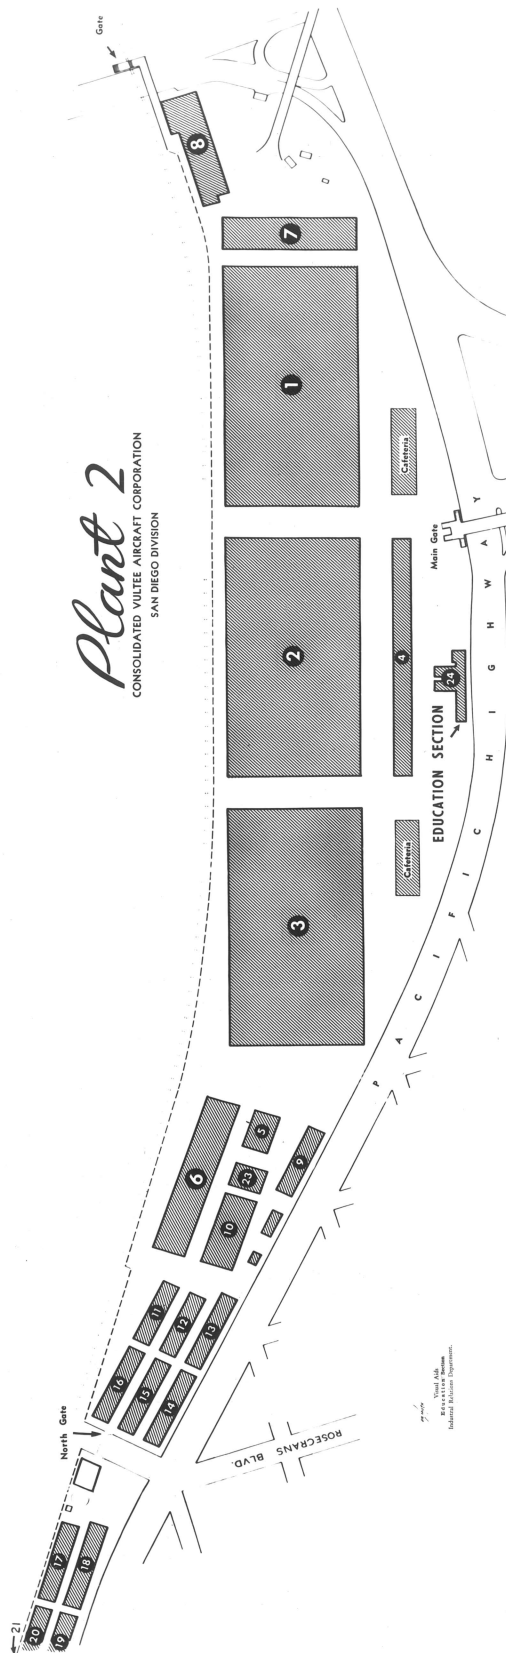 Plant 2
CONSOLIDATED VULTEE AIRCRAFT CORPORATION
SAN DIEGO DIVISION
Gate
8
7
1
Cafeteria
Main Gate
2
4
24
EDUCATION SECTION
3
Cafeteria
PACIFIC HIGHWAY
6
5
23
9
10
11
12
13
16
15
14
North Gate
ROSECRANS BLVD.
17
18
20
19
21
Visual Aids
Education Section
Industrial Relations Department.